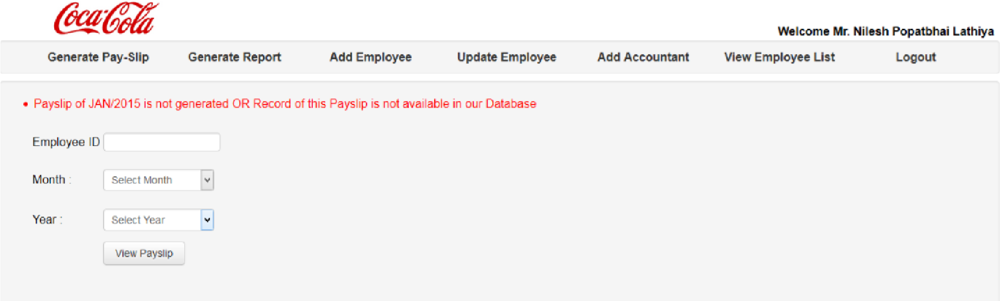 Coca-Cola
Welcome Mr. Nilesh Popatbhai Lathiya
Generate Pay-Slip Generate Report Add Employee Update Employee Add Accountant View Employee List Logout
• Payslip of JAN/2015 is not generated OR Record of this Payslip is not available in our Database
Employee ID
Month : Select Month
Year : Select Year
View Payslip